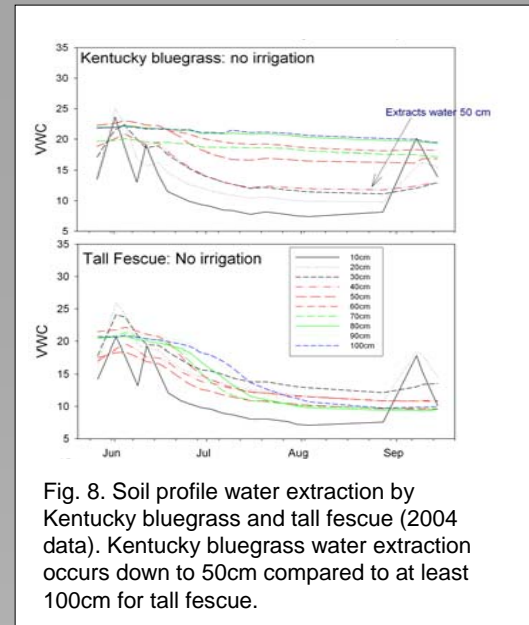 35
Kentucky bluegrass: no irrigation
30
25
Extracts water 50 cm
20
VWC
15
10
5
35
Tall Fescue: No irrigation
30
10cm
20cm
30cm
40cm
50cm
60cm
70cm
80cm
90cm
100cm
25
20
VWC
15
10
5
Jun Jul Aug Sep
Fig. 8. Soil profile water extraction by
Kentucky bluegrass and tall fescue (2004
data). Kentucky bluegrass water extraction
occurs down to 50cm compared to at least
100cm for tall fescue.